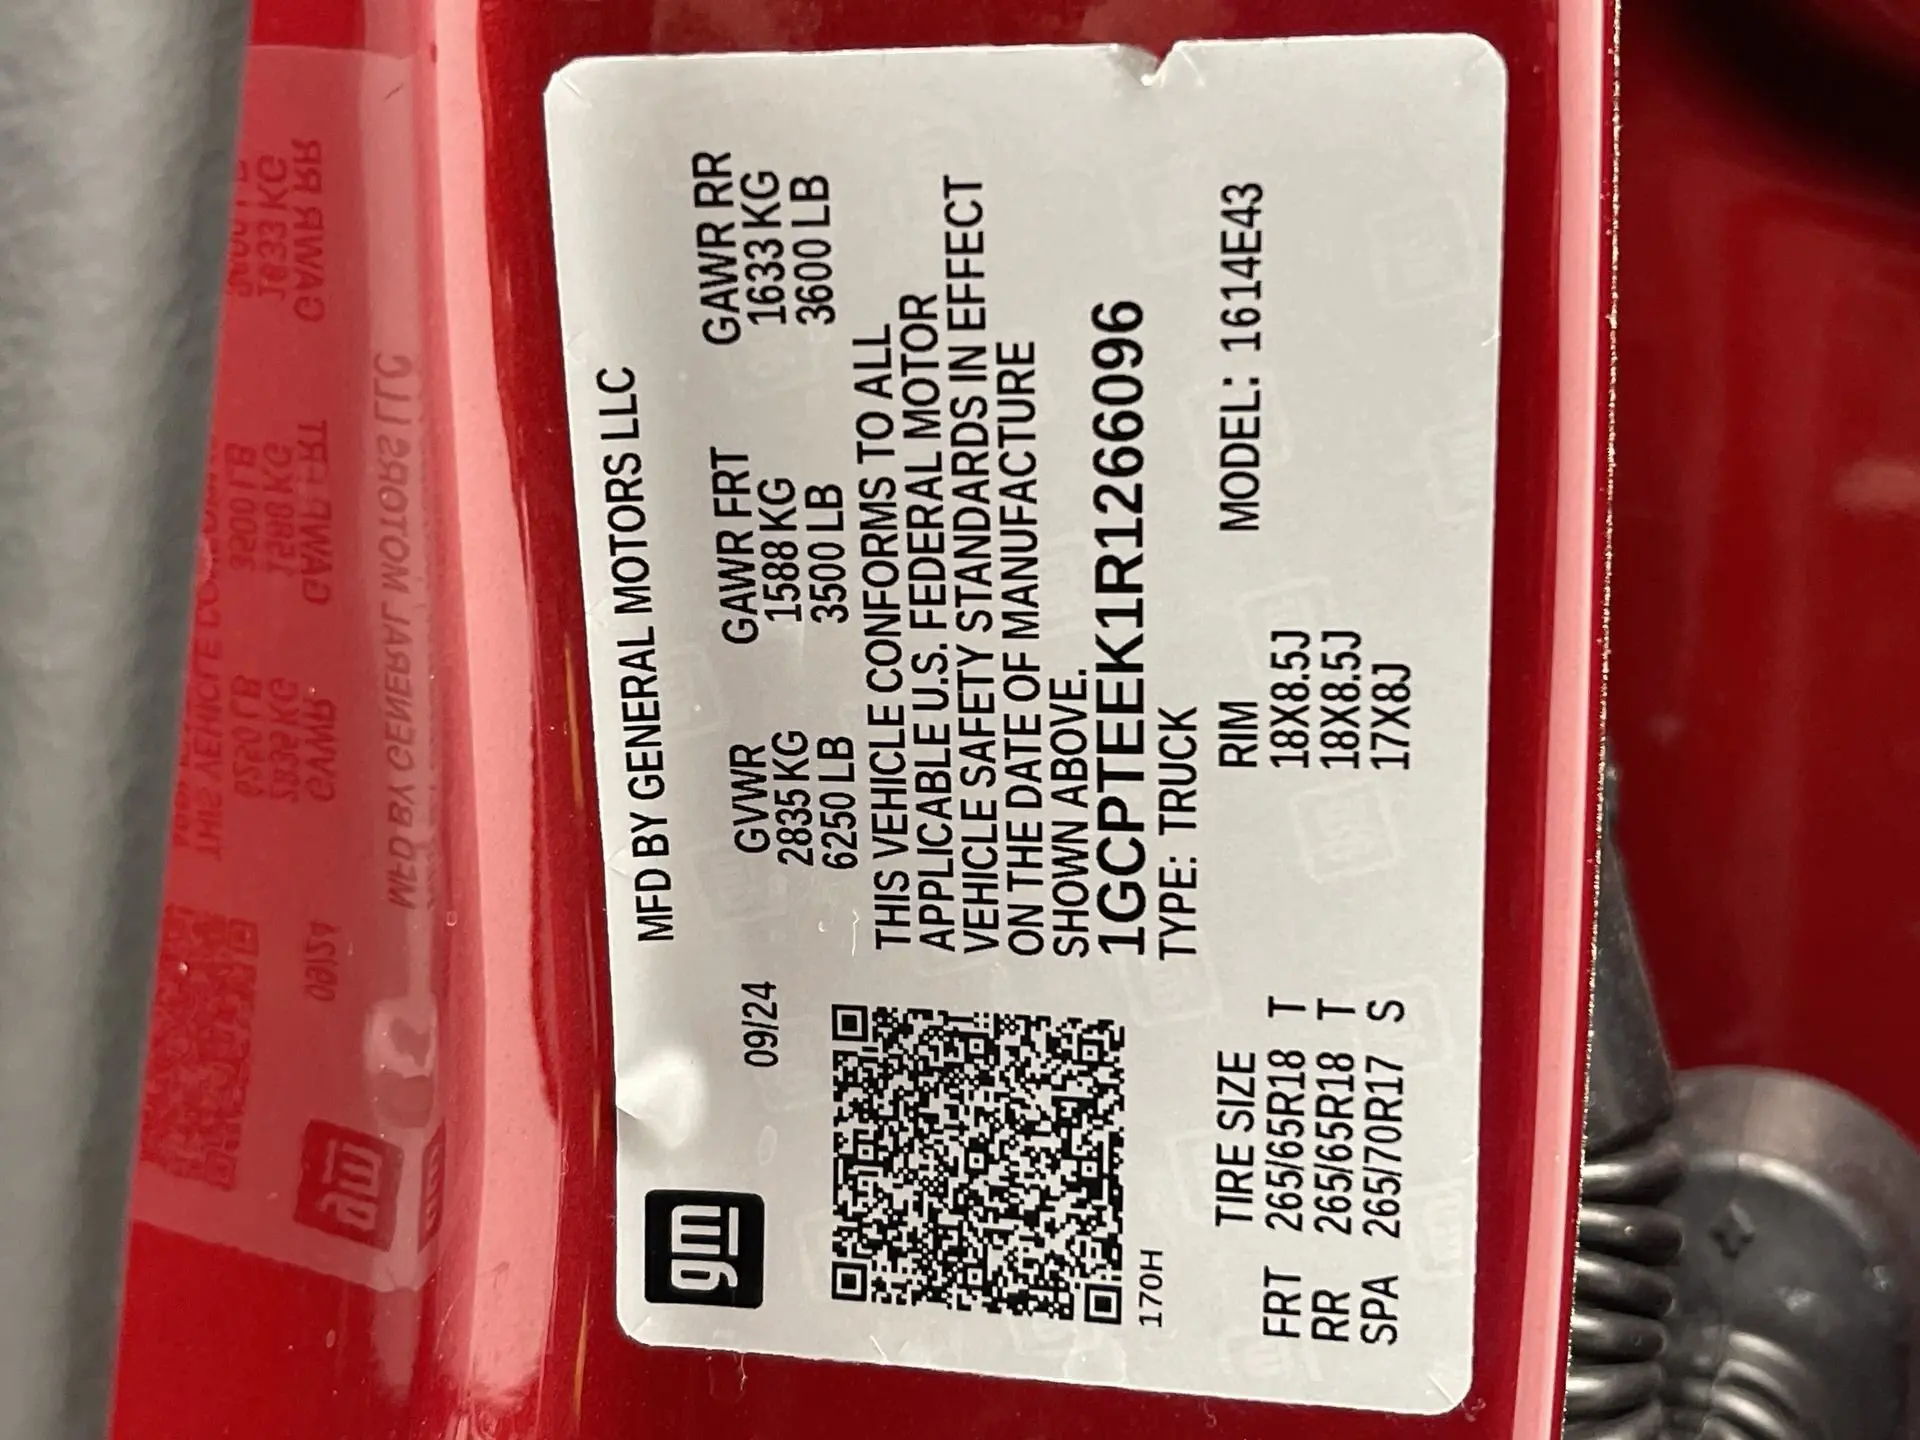 gm
MFD BY GENERAL MOTORS LLC
09/24
GVWR GAWR FRT GAWR RR
2835 KG 1588 KG 1633 KG
6250 LB 3500 LB 3600 LB
THIS VEHICLE CONFORMS TO ALL
APPLICABLE U.S. FEDERAL MOTOR
VEHICLE SAFETY STANDARDS IN EFFECT
ON THE DATE OF MANUFACTURE
SHOWN ABOVE.
1GCPTEEK1R1266096
TYPE: TRUCK
170H
TIRE SIZE RIM MODEL: 1614E43
FRT 265/65R18 T 18X8.5J
RR 265/65R18 T 18X8.5J
SPA 265/70R17 S 17X8J